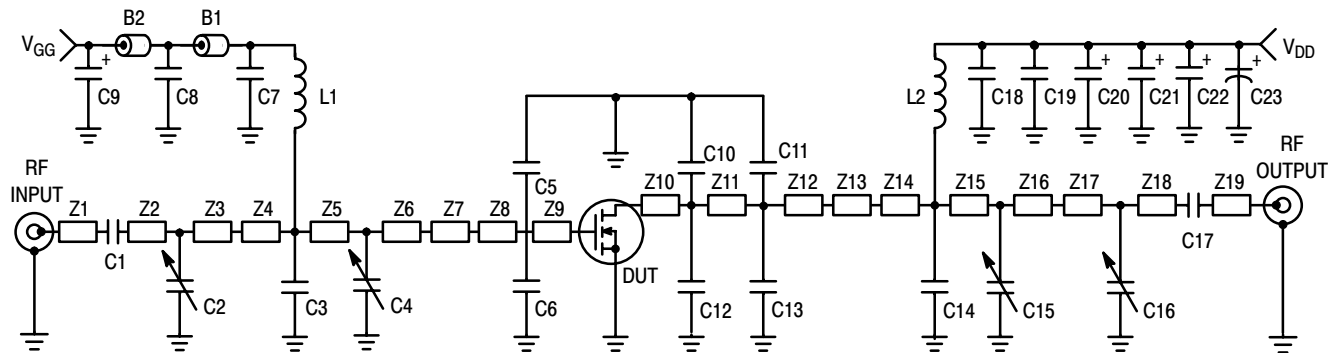 B2 B1
VGG VDD
+ + + + +
C9 C8 C7 L1 L2 C18 C19 C20 C21 C22 C23
RF INPUT
RF OUTPUT
C5 C10 C11
Z1 Z2 Z3 Z4 Z5 Z6 Z7 Z8 Z9 Z10 Z11 Z12 Z13 Z14 Z15 Z16 Z17 Z18 Z19
C1 DUT C17
C2 C3 C4 C6 C12 C13 C14 C15 C16